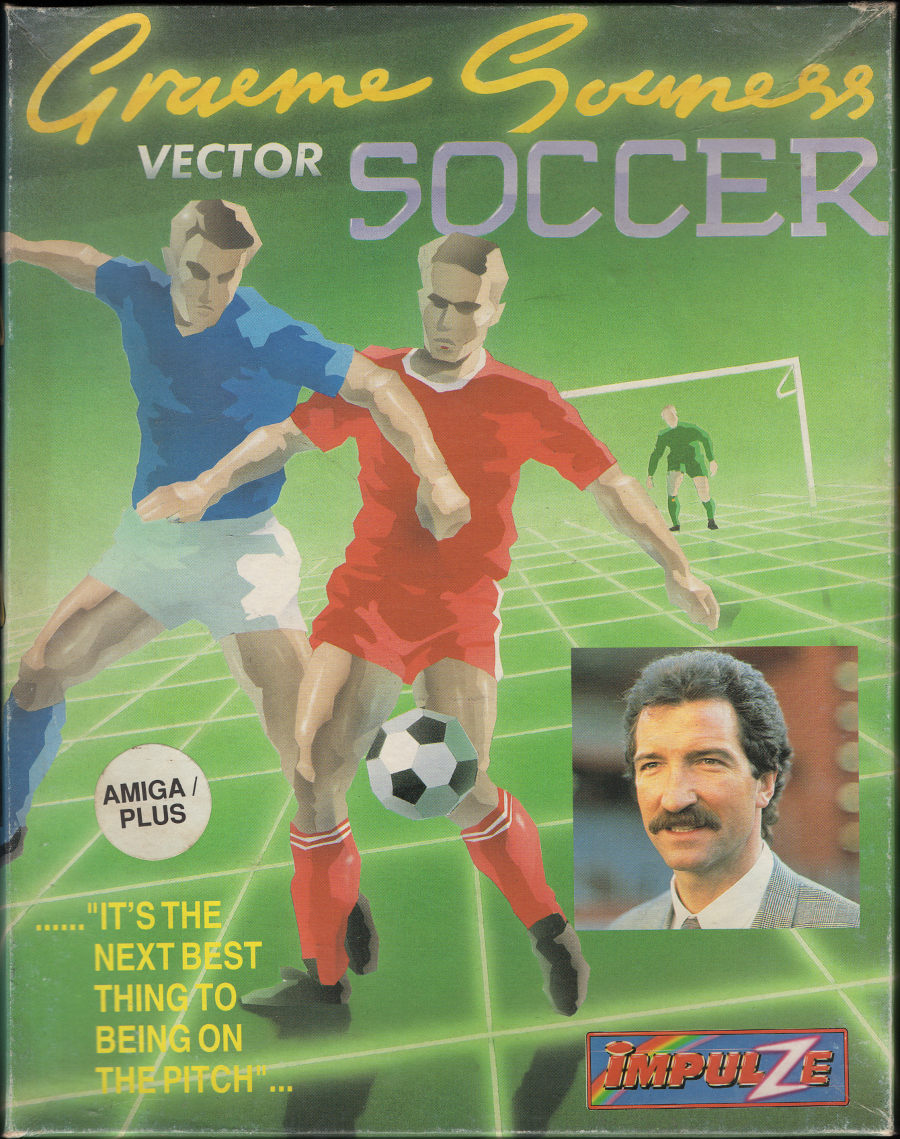 Graeme Souness
VECTOR SOCCER
AMIGA/
PLUS
......"IT'S THE
NEXT BEST
THING TO
BEING ON
THE PITCH"...
IMPULZE